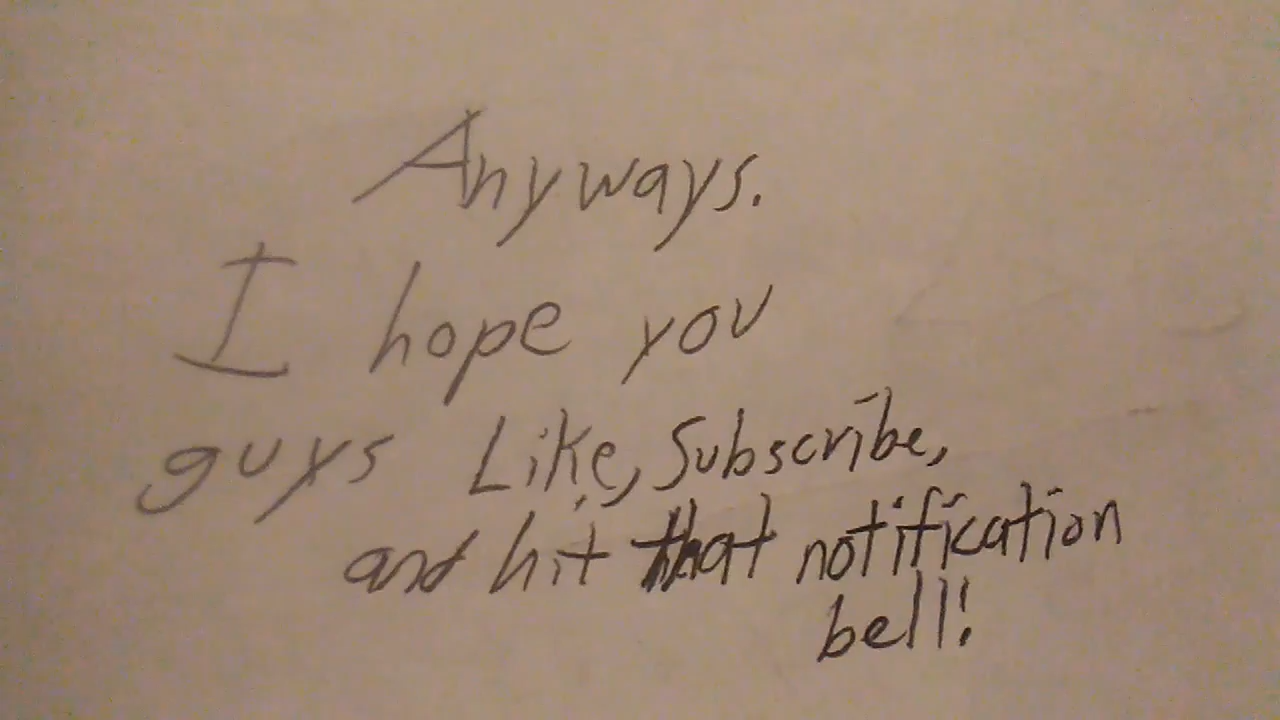 Anyways.
I hope you
guys Like, Subscribe,
and hit that notification
bell!